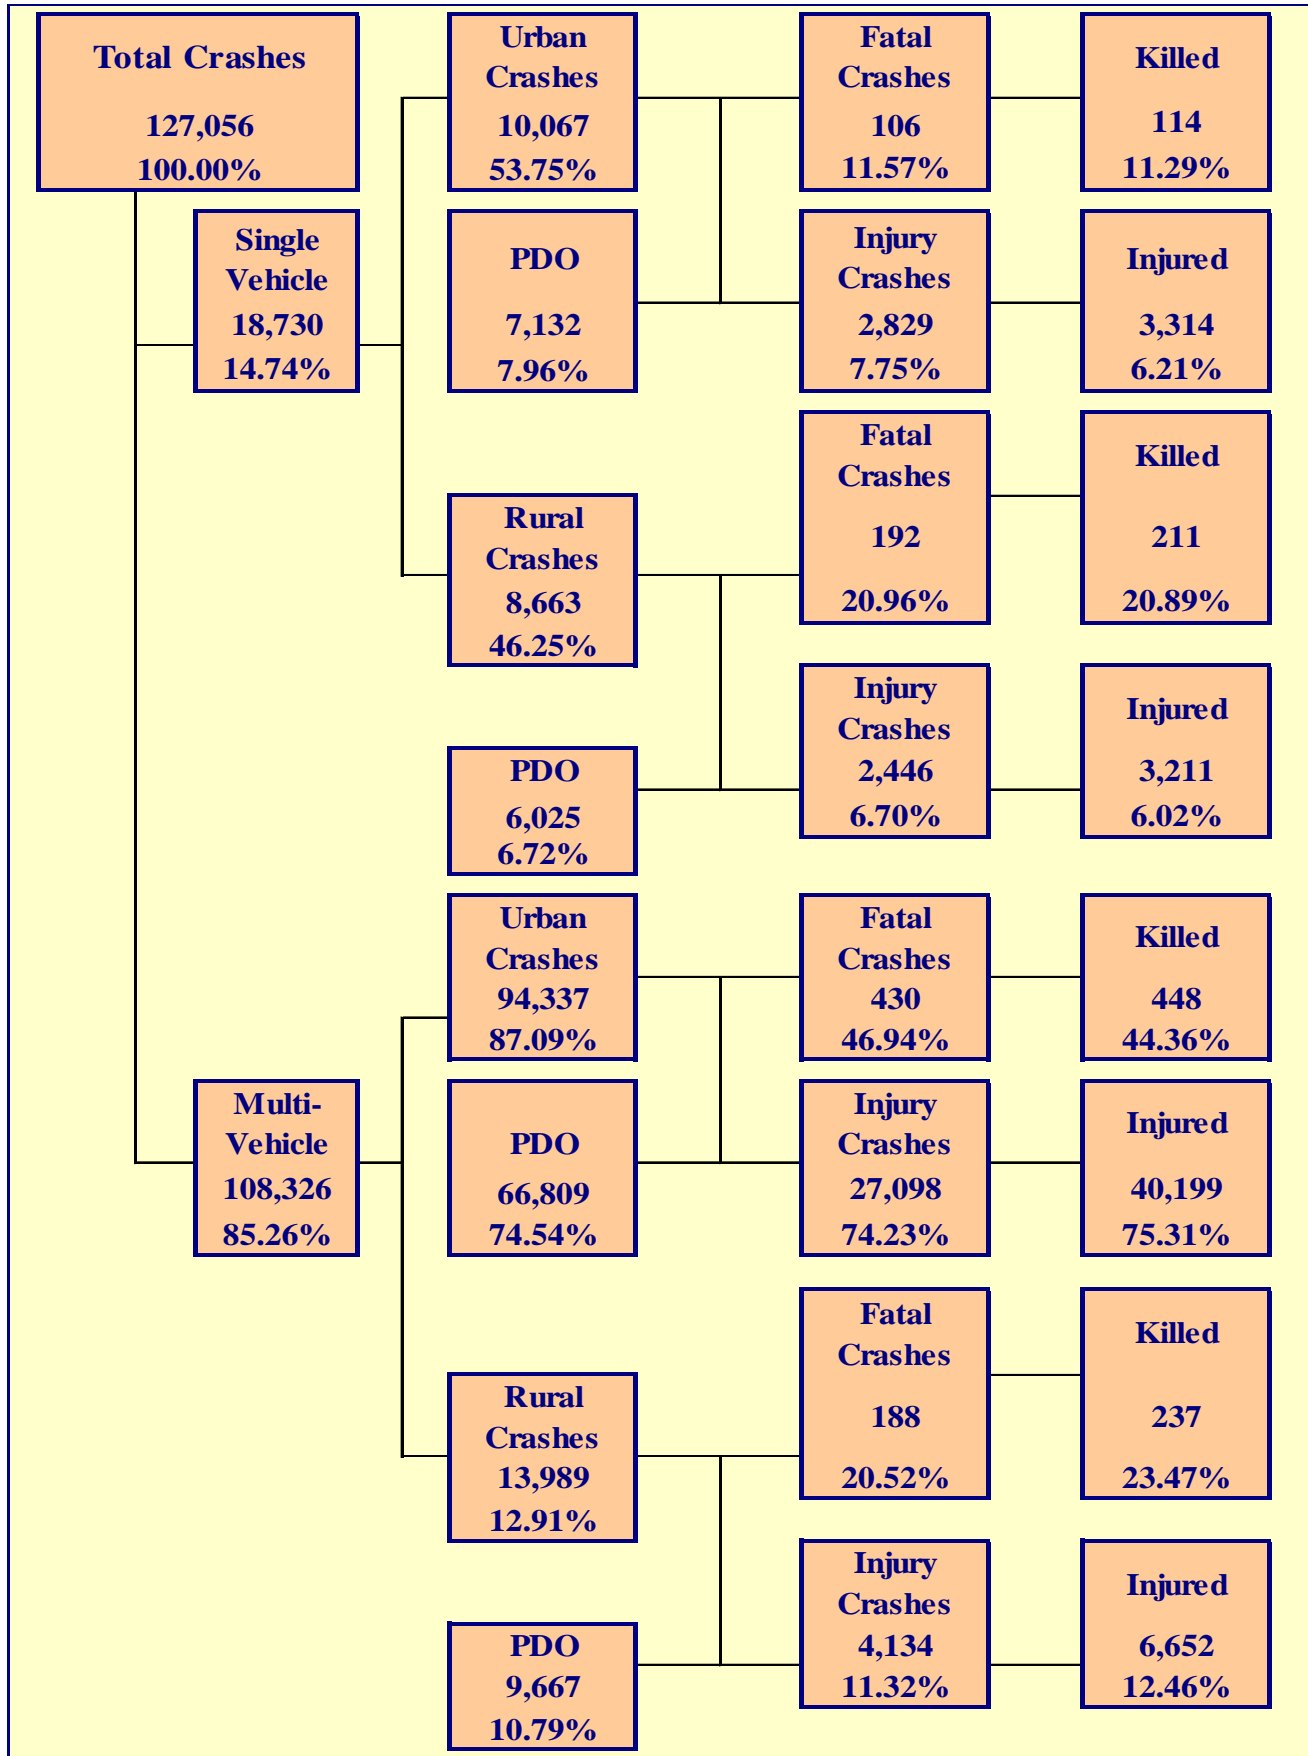 Total Crashes
127,056
100.00%
Single
Vehicle
18,730
14.74%
Urban
Crashes
10,067
53.75%
Fatal
Crashes
106
11.57%
Killed
114
11.29%
PDO
7,132
7.96%
Injury
Crashes
2,829
7.75%
Injured
3,314
6.21%
Rural
Crashes
8,663
46.25%
Fatal
Crashes
192
20.96%
Killed
211
20.89%
PDO
6,025
6.72%
Injury
Crashes
2,446
6.70%
Injured
3,211
6.02%
Multi-
Vehicle
108,326
85.26%
Urban
Crashes
94,337
87.09%
Fatal
Crashes
430
46.94%
Killed
448
44.36%
PDO
66,809
74.54%
Injury
Crashes
27,098
74.23%
Injured
40,199
75.31%
Rural
Crashes
13,989
12.91%
Fatal
Crashes
188
20.52%
Killed
237
23.47%
PDO
9,667
10.79%
Injury
Crashes
4,134
11.32%
Injured
6,652
12.46%